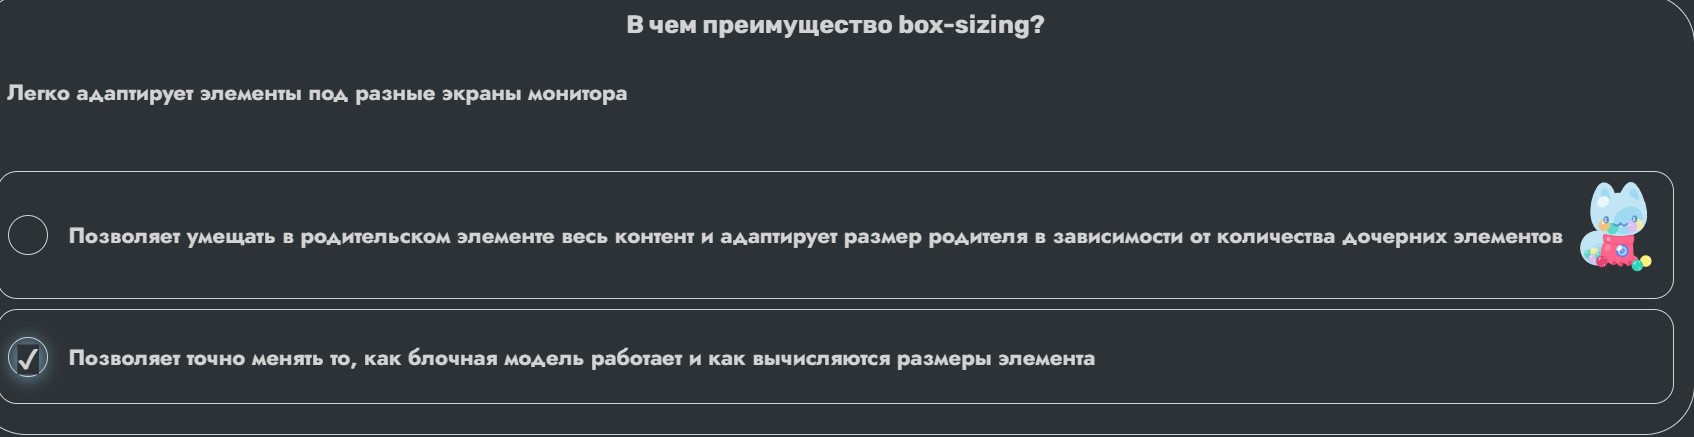 В чем преимущество box-sizing?
Легко адаптирует элементы под разные экраны монитора
Позволяет умещать в родительском элементе весь контент и адаптирует размер родителя в зависимости от количества дочерних элементов
Позволяет точно менять то, как блочная модель работает и как вычисляются размеры элемента